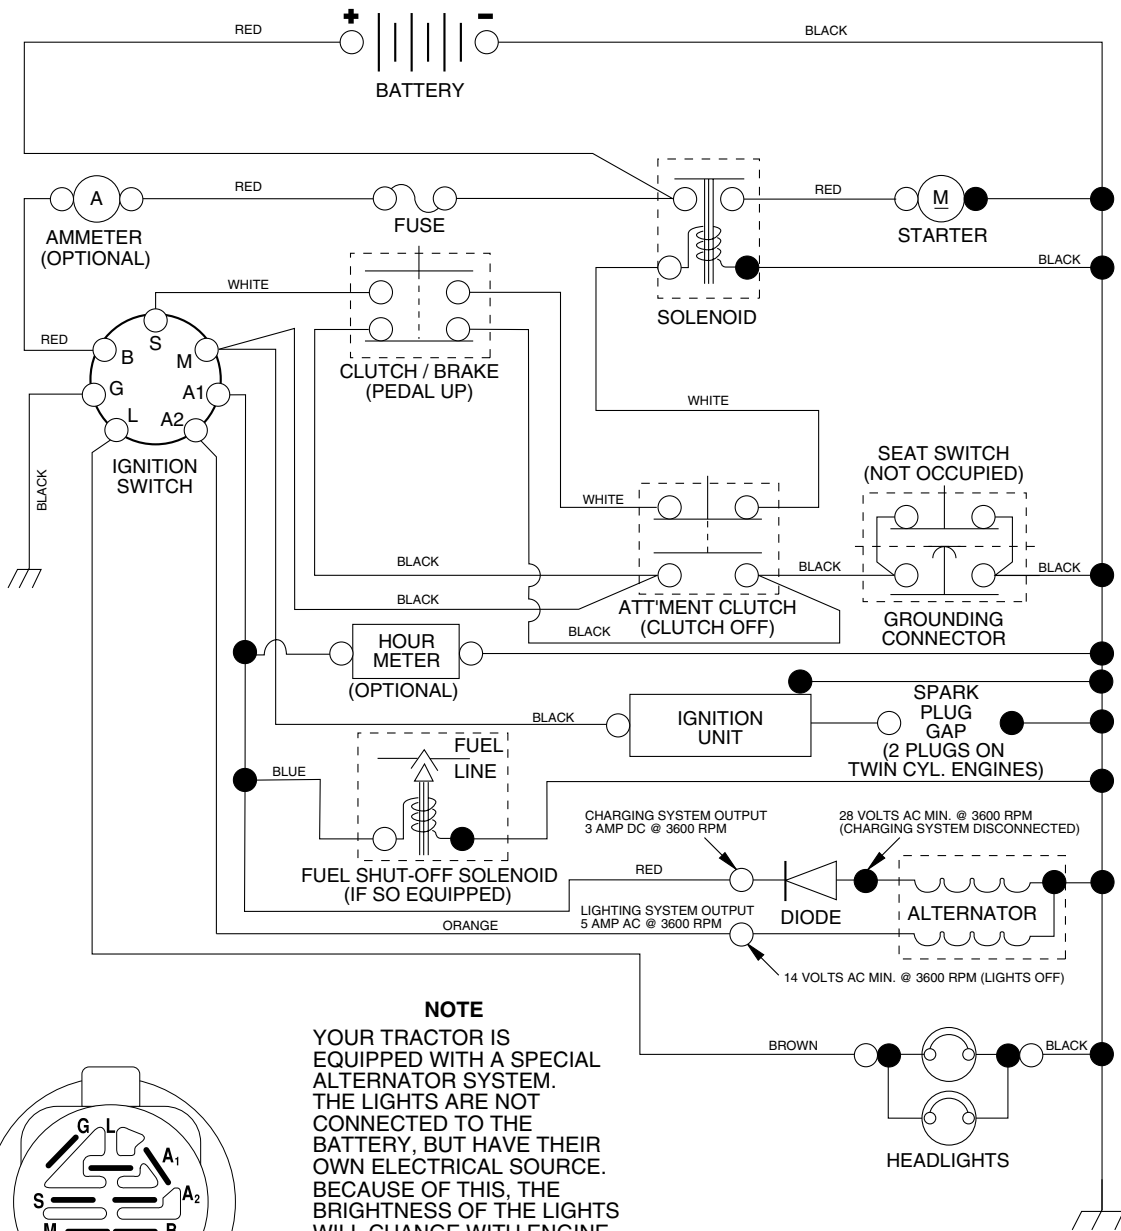 RED
+
-
BLACK
BATTERY
A
RED
FUSE
RED
M
STARTER
AMMETER
(OPTIONAL)
BLACK
SOLENOID
WHITE
RED
S
B
M
G
A1
L
A2
IGNITION
SWITCH
BLACK
CLUTCH / BRAKE
(PEDAL UP)
WHITE
SEAT SWITCH
(NOT OCCUPIED)
WHITE
BLACK
BLACK
BLACK
BLACK
ATT'MENT CLUTCH
(CLUTCH OFF)
BLACK
GROUNDING
CONNECTOR
HOUR
METER
(OPTIONAL)
BLACK
IGNITION
UNIT
SPARK
PLUG
GAP
(2 PLUGS ON
TWIN CYL. ENGINES)
FUEL
LINE
BLUE
FUEL SHUT-OFF SOLENOID
(IF SO EQUIPPED)
CHARGING SYSTEM OUTPUT
3 AMP DC @ 3600 RPM
28 VOLTS AC MIN. @ 3600 RPM
(CHARGING SYSTEM DISCONNECTED)
RED
DIODE
ALTERNATOR
LIGHTING SYSTEM OUTPUT
5 AMP AC @ 3600 RPM
ORANGE
14 VOLTS AC MIN. @ 3600 RPM (LIGHTS OFF)
BROWN
BLACK
HEADLIGHTS
NOTE
YOUR TRACTOR IS
EQUIPPED WITH A SPECIAL
ALTERNATOR SYSTEM.
THE LIGHTS ARE NOT
CONNECTED TO THE
BATTERY, BUT HAVE THEIR
OWN ELECTRICAL SOURCE.
BECAUSE OF THIS, THE
BRIGHTNESS OF THE LIGHTS
WILL CHANGE WITH ENGINE
G
L
A1
A2
S
M
B